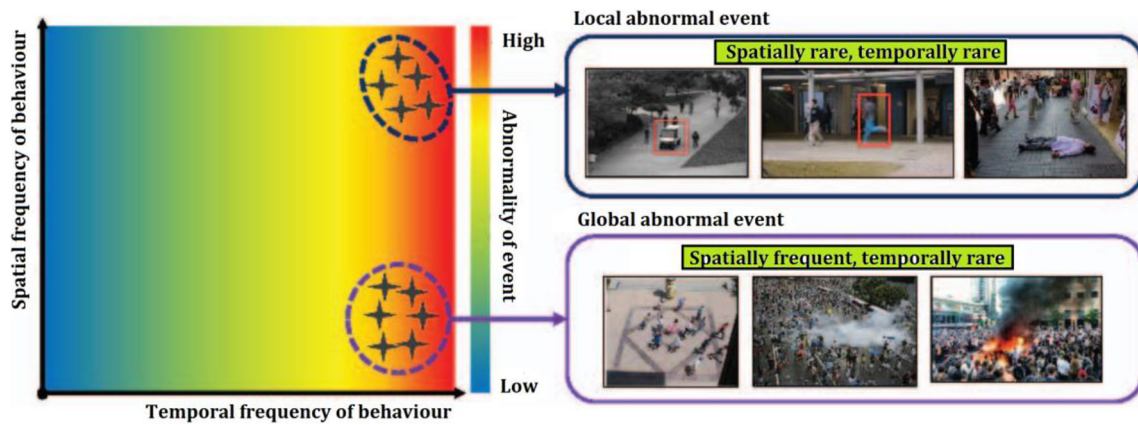 Spatial frequency of behaviour
Temporal frequency of behaviour
High
Abnormality of event
Low
Local abnormal event
Spatially rare, temporally rare
Global abnormal event
Spatially frequent, temporally rare